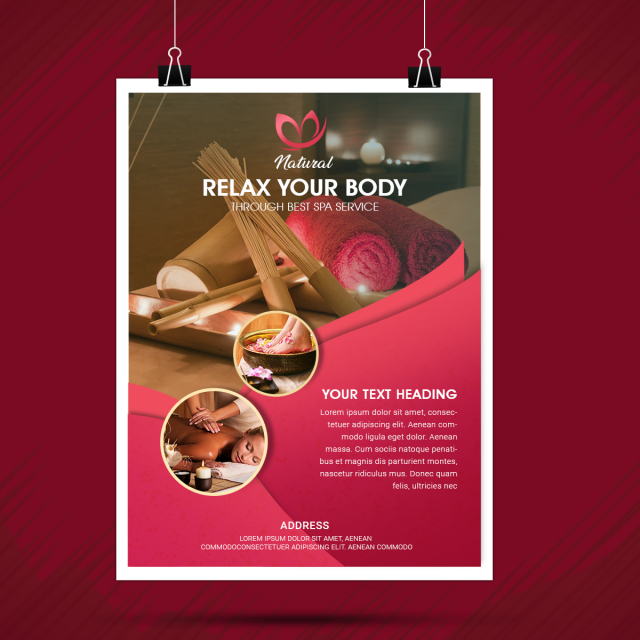 Natural
RELAX YOUR BODY
THROUGH BEST SPA SERVICE
YOUR TEXT HEADING
Lorem ipsum dolor sit amet, consec-
tetuer adipiscing elit. Aenean com-
modo ligula eget dolor. Aenean
massa. Cum sociis natoque penati-
bus et magnis dis parturient montes,
nascetur ridiculus mus. Donec quam
felis, ultricies nec
ADDRESS
LOREM IPSUM DOLOR SIT AMET, AENEAN
COMMODOCONSECTETUER ADIPISCING ELIT. AEAN COMMODO